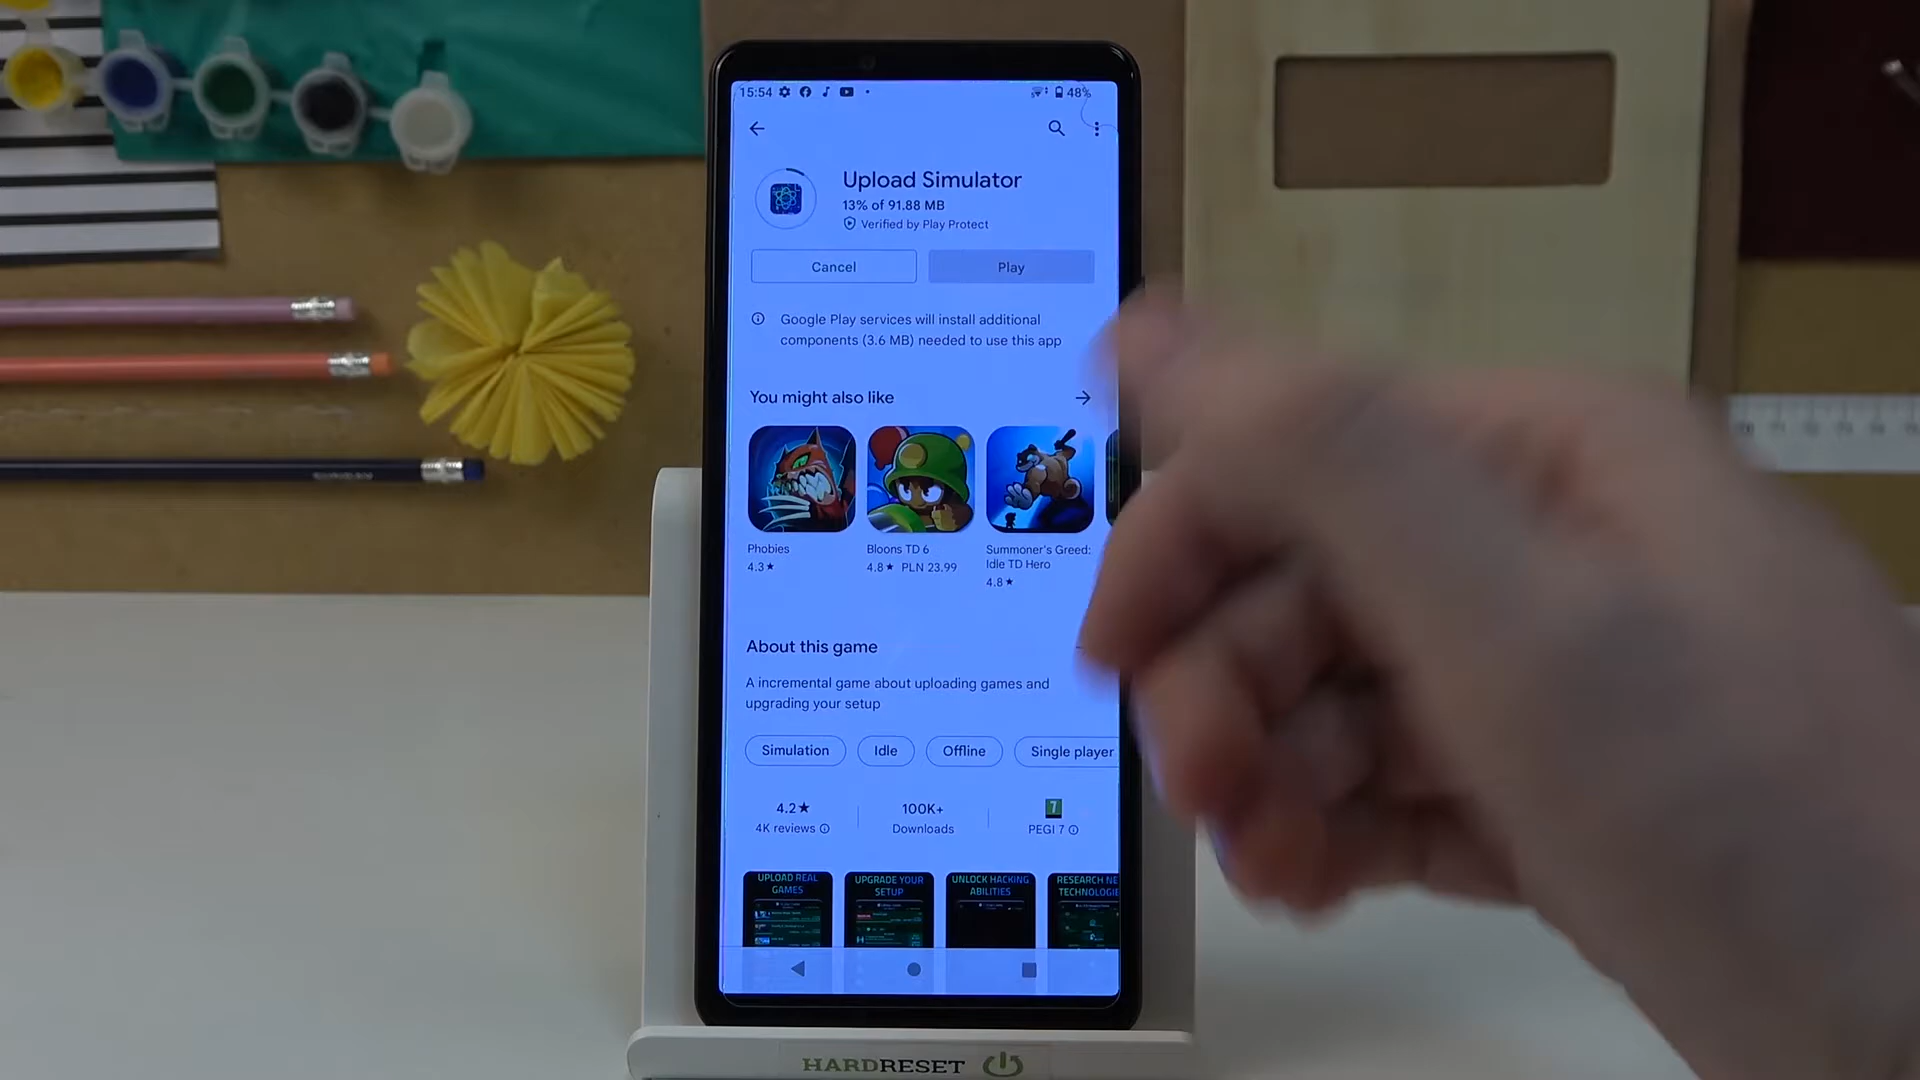 15:54
48%
Upload Simulator
13% of 91.88 MB
Verified by Play Protect
Cancel
Play
Google Play services will install additional
components (3.6 MB) needed to use this app
You might also like
Phobies
4.3★
Bloons TD 6
4.8★ PLN 23.99
Summoner's Greed:
Idle TD Hero
4.8★
About this game
A incremental game about uploading games and
upgrading your setup
Simulation
Idle
Offline
Single player
4.2★
4K reviews
100K+
Downloads
7
PEGI 7
UPLOAD REAL
GAMES
UPGRADE YOUR
SETUP
UNLOCK HACKING
ABILITIES
RESEARCH NE
TECHNOLOGIE
HARDRESET